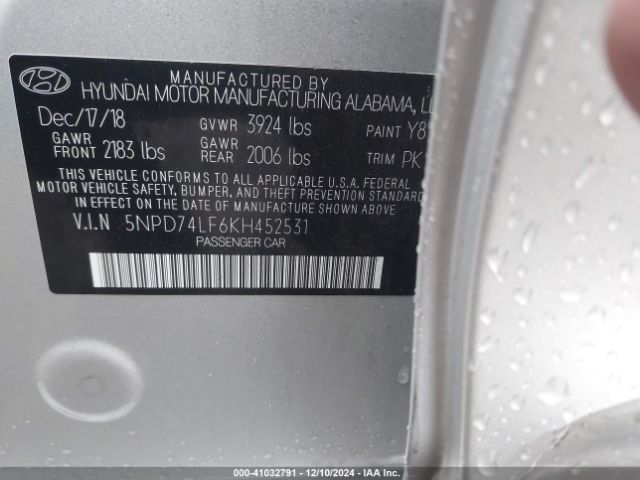 MANUFACTURED BY
HYUNDAI MOTOR MANUFACTURING ALABAMA,
Dec/17/18 GVWR 3924 lbs PAINT Y8
GAWR FRONT 2183 lbs GAWR REAR 2006 lbs TRIM PK
THIS VEHICLE CONFORMS TO ALL APPLICABLE U.S.A. FEDERAL
MOTOR VEHICLE SAFETY, BUMPER, AND THEFT PREVENTION STANDARD
IN EFFECT ON THE DATE OF MANUFACTURE SHOWN ABOVE
V.I.N 5NPD74LF6KH452531
PASSENGER CAR
000-41032791 - 12/10/2024 - IAA Inc.